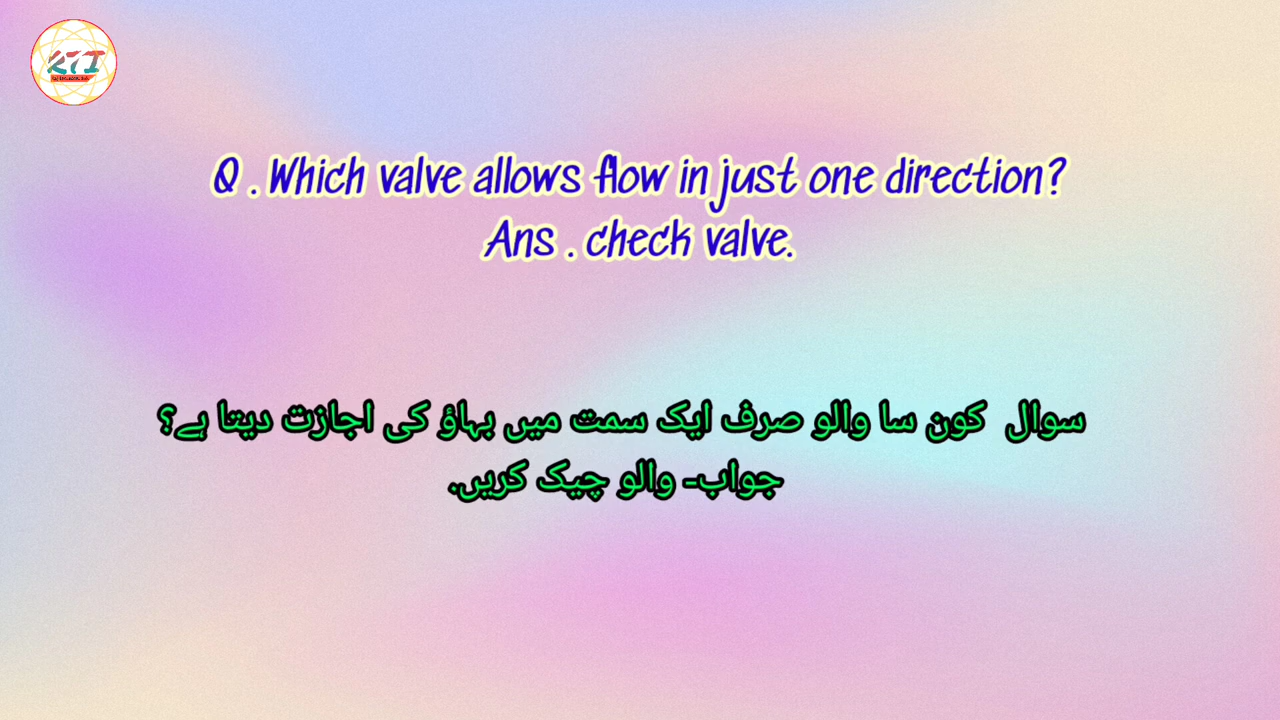 KTI
Q . Which valve allows flow in just one direction?
Ans . check valve.
سوال  کون سا والو صرف ایک سمت میں بہاؤ کی اجازت دیتا ہے؟
جواب- والو چیک کریں.